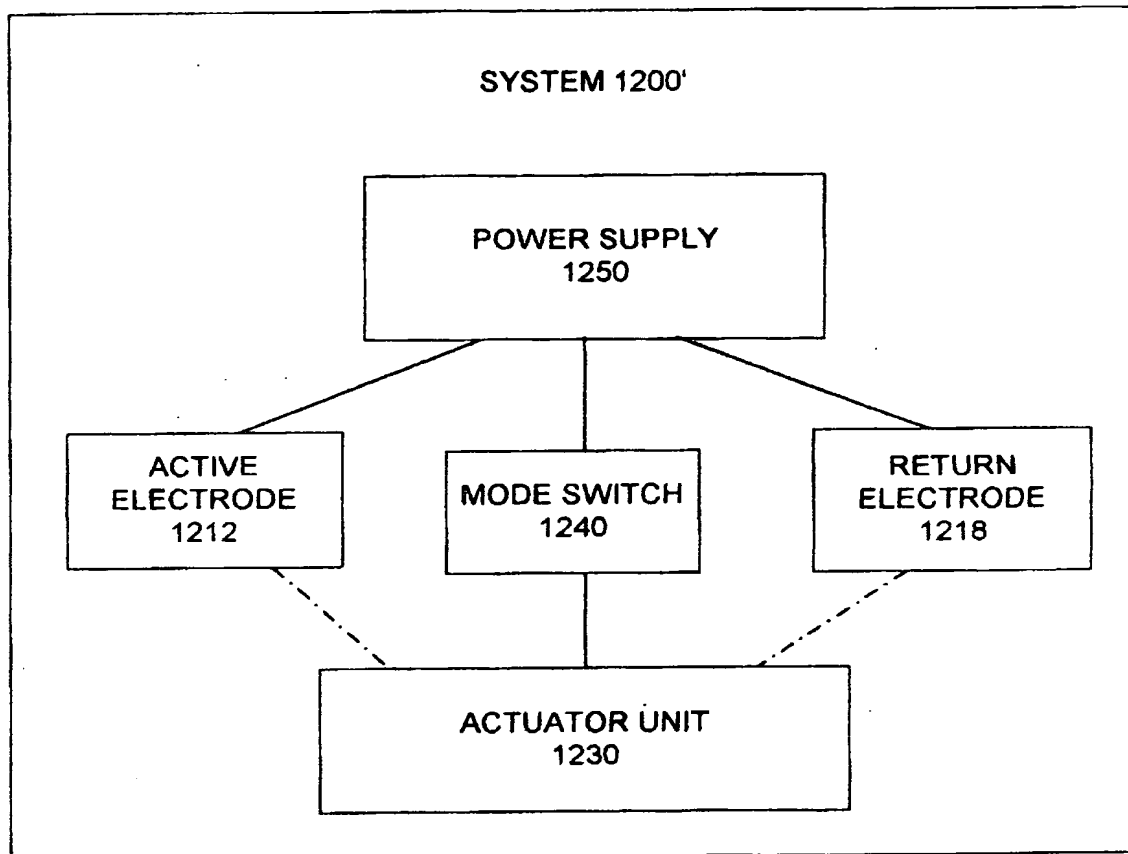 SYSTEM 1200'
POWER SUPPLY
1250
ACTIVE
ELECTRODE
1212
MODE SWITCH
1240
RETURN
ELECTRODE
1218
ACTUATOR UNIT
1230